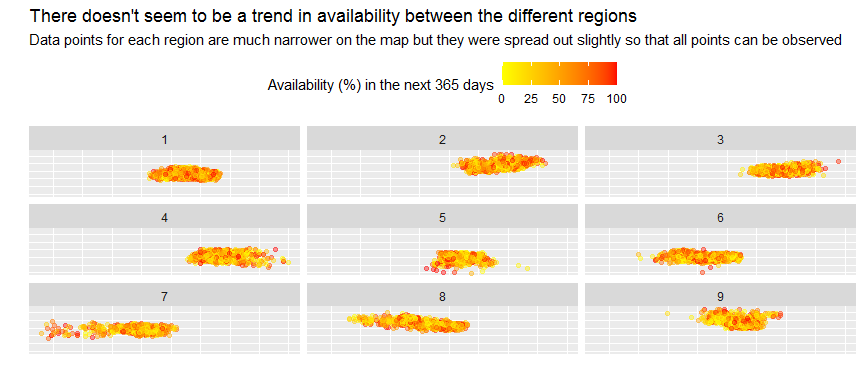 There doesn't seem to be a trend in availability between the different regions
Data points for each region are much narrower on the map but they were spread out slightly so that all points can be observed
Availability (%) in the next 365 days
0 25 50 75 100
1 2 3
4 5 6
7 8 9